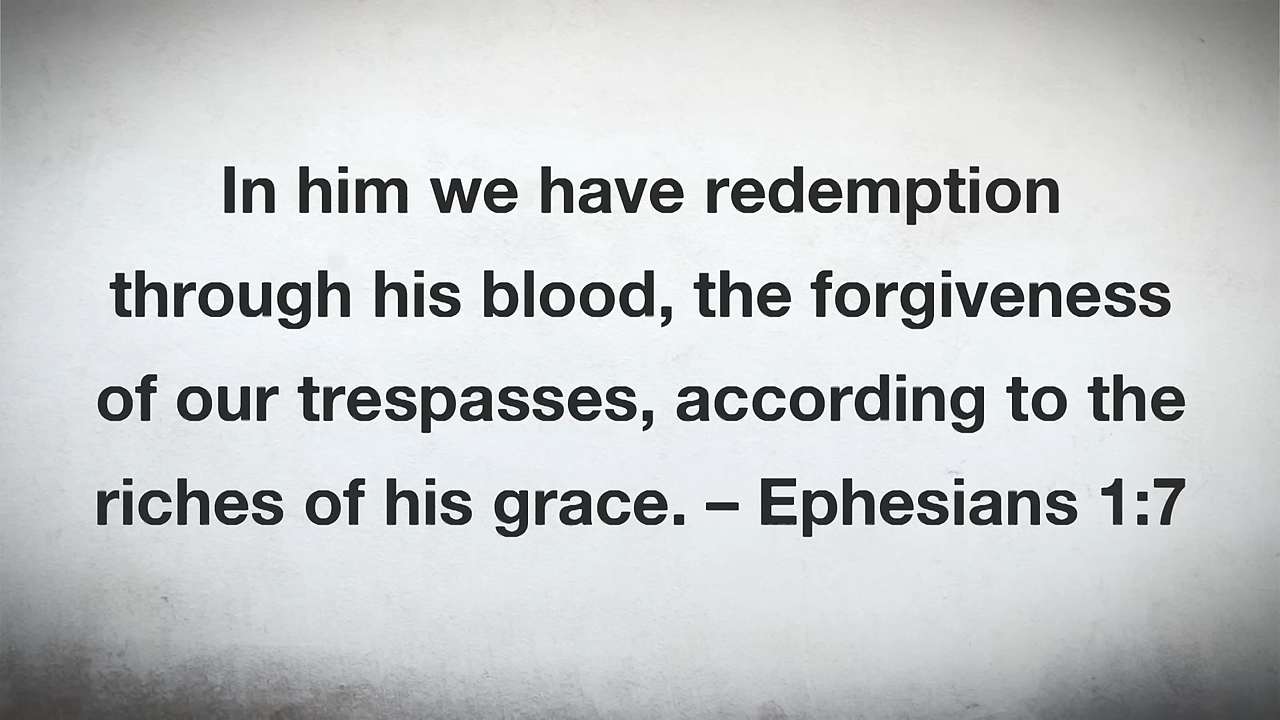 In him we have redemption
through his blood, the forgiveness
of our trespasses, according to the
riches of his grace. – Ephesians 1:7